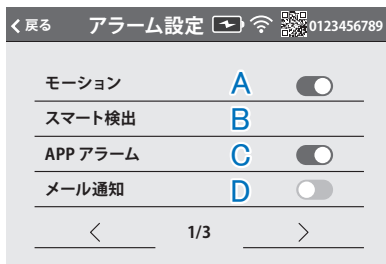 戻る アラーム設定 0123456789
モーション A
スマート検出 B
APP アラーム C
メール通知 D
1/3